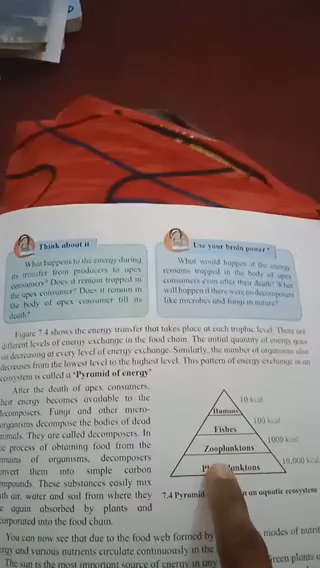 Think about it
What happens to the energy during
its transfer from producers to apex
consumers? Does it remain trapped in
the apex consumer? Does it remain in
the body of apex consumer till its
death?
Use your brain power!
What would happen if the energy
remains trapped in the body of apex
consumers even after their death? What
will happen if there were no decomposers
like microbes and fungi in nature?
Figure 7.4 shows the energy transfer that takes place at each trophic level. There are
different levels of energy exchange in the food chain. The initial quantity of energy goes
on decreasing at every level of energy exchange. Similarly, the number of organisms also
decreases from the lowest level to the highest level. This pattern of energy exchange in an
ecosystem is called a 'Pyramid of energy'
After the death of apex consumers,
their energy becomes available to the
decomposers. Fungi and other micro-
organisms decompose the bodies of dead
animals. They are called decomposers. In
process of obtaining food from the
remains of organisms, decomposers
convert them into simple carbon
compounds. These substances easily mix
with air, water and soil from where they
again absorbed by plants and
incorporated into the food chain.
10 kcal
Humans
100 kcal
Fishes
1000 kcal
Zooplanktons
10,000 kcal
7.4 Pyramid an aquatic ecosystem
You can now see that due to the food web formed by modes of
energy and various nutrients circulate continuously in the
The sun is the most important source of energy in any Green plants